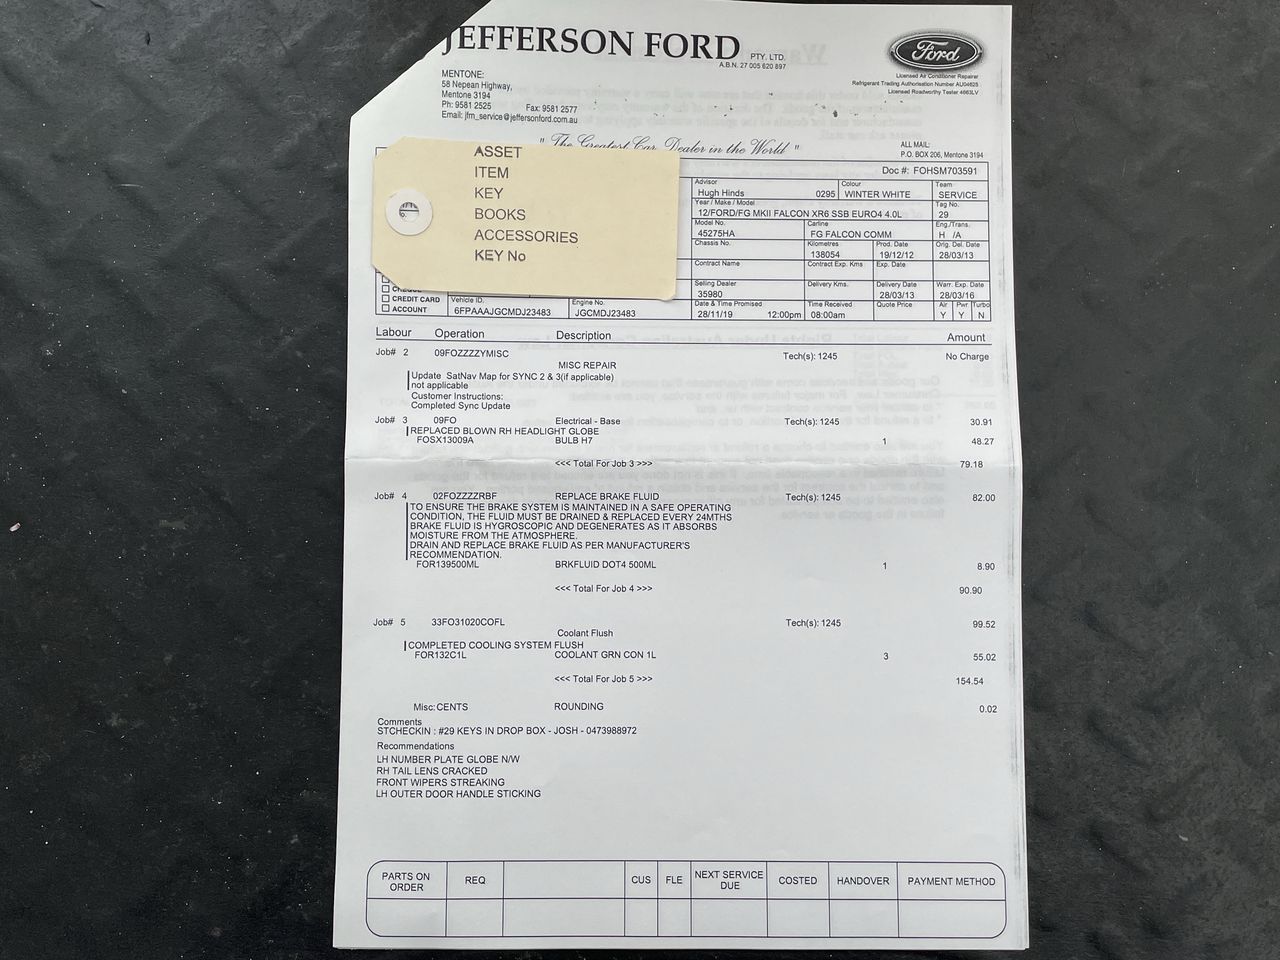 JEFFERSON FORD PTY. LTD.
A.B.N. 27 005 620 897
Ford
Licensed Air Conditioner Repairer
Refrigerant Trading Authorisation Number AU04625
Licensed Roadworthy Tester 4663LV
MENTONE:
58 Nepean Highway,
Mentone 3194
Ph: 9581 2525 Fax: 9581 2577
Email: jfm_service@jeffersonford.com.au
" The Greatest Car Dealer in the World "
ALL MAIL:
P.O. BOX 206, Mentone 3194
ASSET
ITEM
KEY
BOOKS
ACCESSORIES
KEY No
Doc #: FOHSM703591
Advisor Colour Team
Hugh Hinds 0295 WINTER WHITE SERVICE
Year / Make / Model Tag No.
12/FORD/FG MKII FALCON XR6 SSB EURO4 4.0L 29
Model No. Carline Eng./Trans.
45275HA FG FALCON COMM H /A
Chassis No. Kilometres Prod. Date Orig. Del. Date
138054 19/12/12 28/03/13
Contract Name Contract Exp. Kms Exp. Date
Selling Dealer Delivery Kms. Delivery Date Warr. Exp. Date
35980 28/03/13 28/03/16
CHEQUE
CREDIT CARD
ACCOUNT
Vehicle ID. Engine No. Date & Time Promised Time Received Quote Price Air Pwr Turbo
6FPAAAJGCMDJ23483 JGCMDJ23483 28/11/19 12:00pm 08:00am Y Y N
Labour Operation Description Amount
Job# 2 09FOZZZZYMISC Tech(s): 1245 No Charge
MISC REPAIR
Update SatNav Map for SYNC 2 & 3(if applicable)
not applicable
Customer Instructions:
Completed Sync Update
Job# 3 09FO Electrical - Base Tech(s): 1245 30.91
REPLACED BLOWN RH HEADLIGHT GLOBE
FOSX13009A BULB H7 1 48.27
<<< Total For Job 3 >>> 79.18
Job# 4 02FOZZZZRBF REPLACE BRAKE FLUID Tech(s): 1245 82.00
TO ENSURE THE BRAKE SYSTEM IS MAINTAINED IN A SAFE OPERATING
CONDITION, THE FLUID MUST BE DRAINED & REPLACED EVERY 24MTHS
BRAKE FLUID IS HYGROSCOPIC AND DEGENERATES AS IT ABSORBS
MOISTURE FROM THE ATMOSPHERE.
DRAIN AND REPLACE BRAKE FLUID AS PER MANUFACTURER'S
RECOMMENDATION.
FOR139500ML BRKFLUID DOT4 500ML 1 8.90
<<< Total For Job 4 >>> 90.90
Job# 5 33FO31020COFL Tech(s): 1245 99.52
Coolant Flush
COMPLETED COOLING SYSTEM FLUSH
FOR132C1L COOLANT GRN CON 1L 3 55.02
<<< Total For Job 5 >>> 154.54
Misc: CENTS ROUNDING 0.02
Comments
STCHECKIN : #29 KEYS IN DROP BOX - JOSH - 0473988972
Recommendations
LH NUMBER PLATE GLOBE N/W
RH TAIL LENS CRACKED
FRONT WIPERS STREAKING
LH OUTER DOOR HANDLE STICKING
PARTS ON ORDER REQ CUS FLE NEXT SERVICE DUE COSTED HANDOVER PAYMENT METHOD